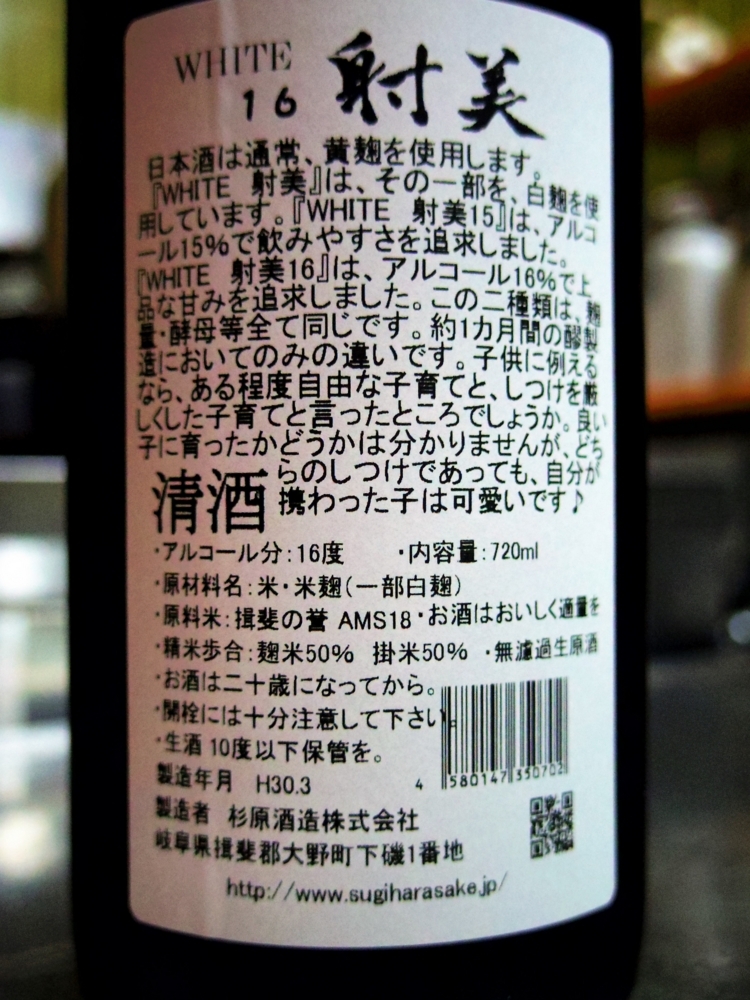 WHITE 16 射美
日本酒は通常、黄麹を使用します。
『WHITE 射美』は、その一部を、白麹を使
用しています。『WHITE 射美15』は、アルコ
ール15%で飲みやすさを追求しました。
『WHITE 射美16』は、アルコール16%で上
品な甘みを追求しました。この二種類は、麹
量・酵母等全て同じです。約1カ月間の醪製
造においてのみの違いです。子供に例える
なら、ある程度自由な子育てと、しつけを厳
しくした子育てと言ったところでしょうか。良い
子に育ったかどうかは分かりませんが、どち
らのしつけであっても、自分が
携わった子は可愛いです♪
清酒
・アルコール分:16度 ・内容量:720ml
・原材料名:米・米麹(一部白麹)
・原料米:揖斐の誉 AMS18・お酒はおいしく適量を
・精米歩合:麹米50% 掛米50% ・無濾過生原酒
・お酒は二十歳になってから。
・開栓には十分注意して下さい。
・生酒 10度以下保管を。
製造年月 H30.3
4 580147 350702
製造者 杉原酒造株式会社
岐阜県揖斐郡大野町下磯1番地
http://www.sugiharasake.jp/